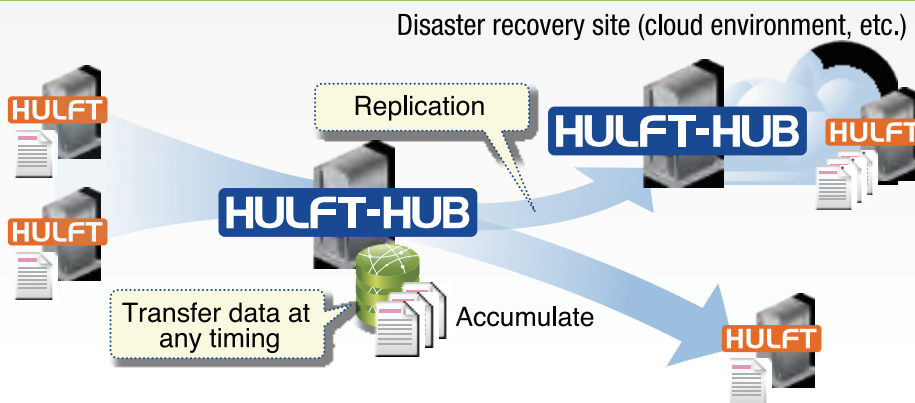 Disaster recovery site (cloud environment, etc.)
HULFT
Replication
HULFT-HUB
HULFT
HULFT
HULFT-HUB
Transfer data at
any timing
Accumulate
HULFT